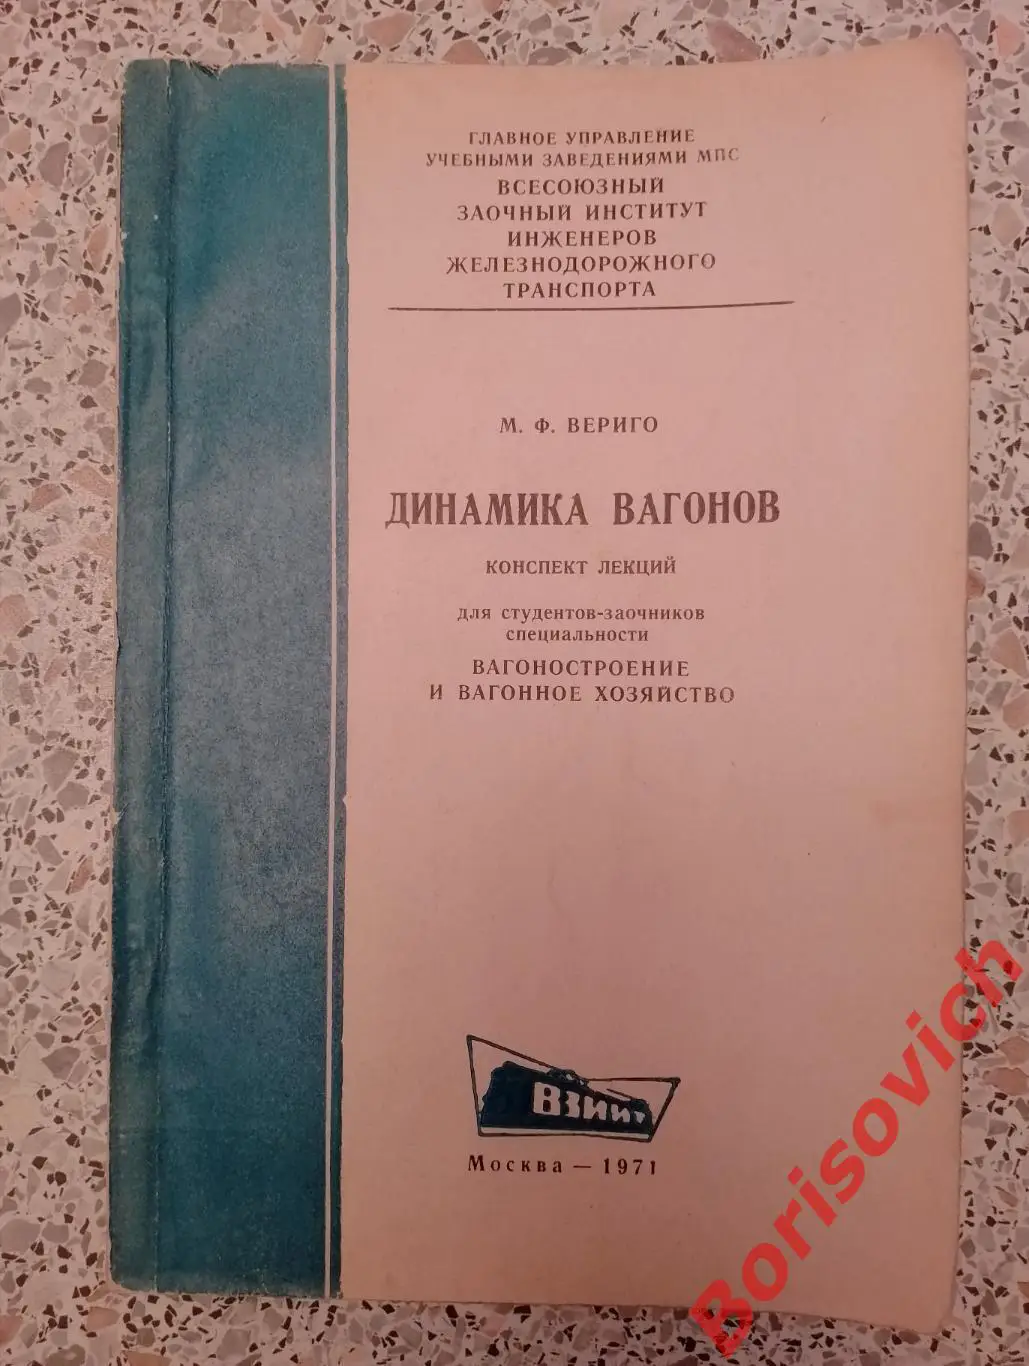 ГЛАВНОЕ УПРАВЛЕНИЕ
УЧЕБНЫМИ ЗАВЕДЕНИЯМИ МПС
ВСЕСОЮЗНЫЙ
ЗАОЧНЫЙ ИНСТИТУТ
ИНЖЕНЕРОВ
ЖЕЛЕЗНОДОРОЖНОГО
ТРАНСПОРТА
М. Ф. ВЕРИГО
ДИНАМИКА ВАГОНОВ
КОНСПЕКТ ЛЕКЦИЙ
для студентов-заочников
специальности
ВАГОНОСТРОЕНИЕ
И ВАГОННОЕ ХОЗЯЙСТВО
ВЗИИТ
Москва — 1971
Borisovich